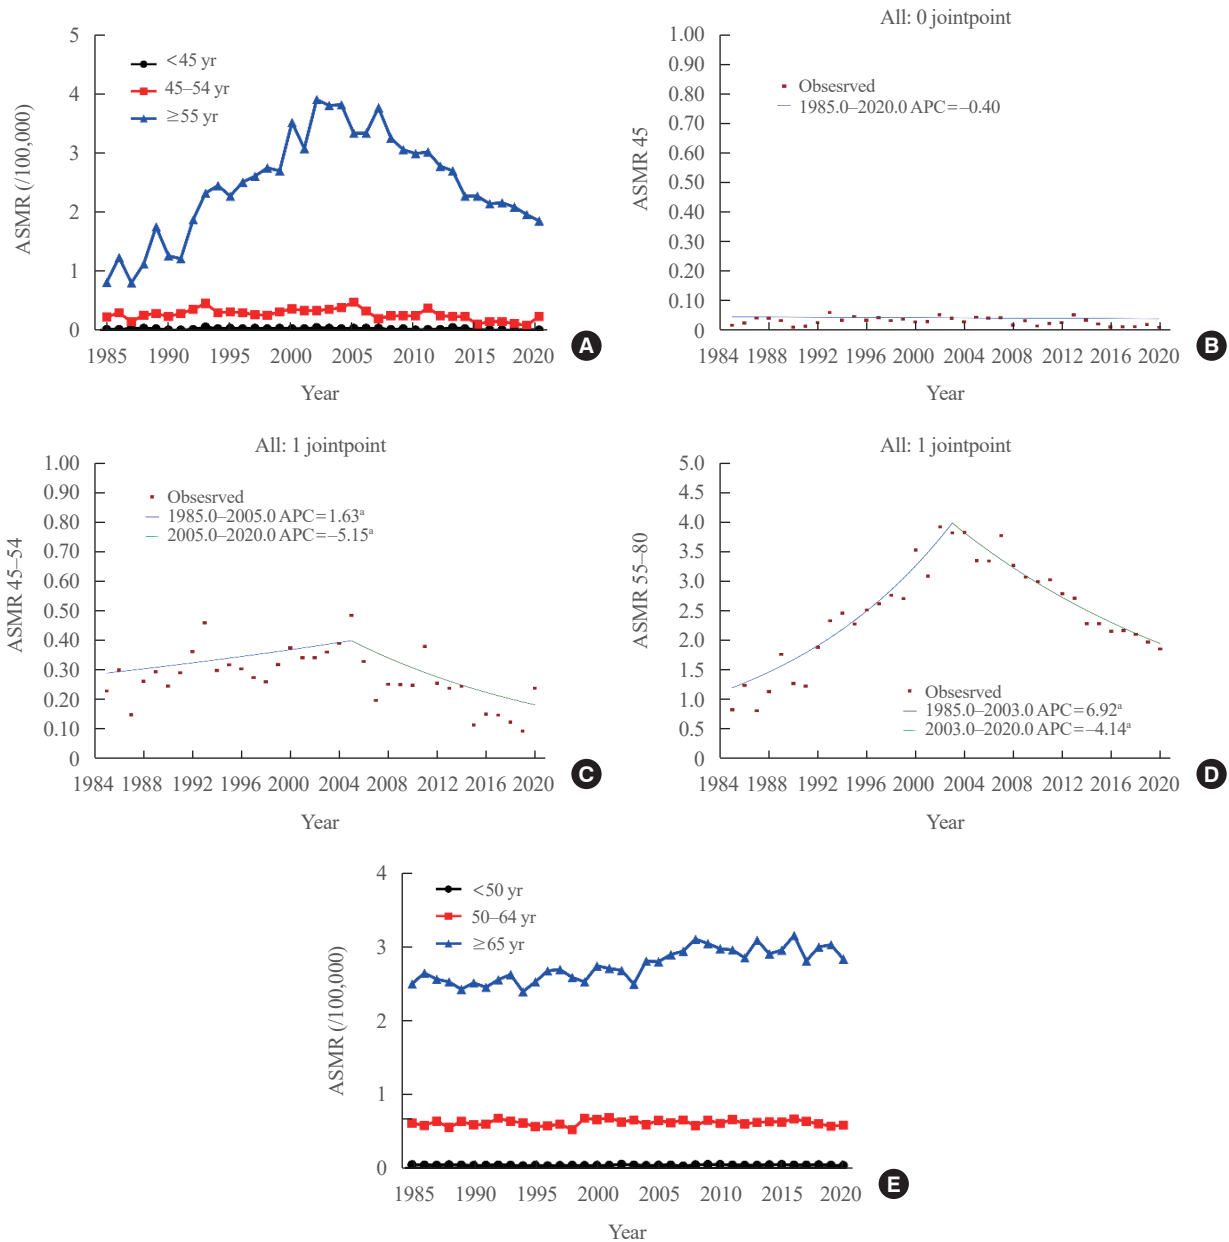 5
4
3
2
1
0
ASMR (/100,000)
<45 yr
45–54 yr
≥55 yr
1985 1990 1995 2000 2005 2010 2015 2020
Year
A
All: 0 jointpoint
1.00
0.90
0.80
0.70
0.60
0.50
0.40
0.30
0.20
0.10
0
ASMR 45
Obsesrved
1985.0–2020.0 APC=–0.40
1984 1988 1992 1996 2000 2004 2008 2012 2016 2020
Year
B
All: 1 jointpoint
1.00
0.90
0.80
0.70
0.60
0.50
0.40
0.30
0.20
0.10
0
ASMR 45–54
Obsesrved
1985.0–2005.0 APC=1.63ª
2005.0–2020.0 APC=–5.15ª
1984 1988 1992 1996 2000 2004 2008 2012 2016 2020
Year
C
All: 1 jointpoint
5.0
4.5
4.0
3.5
3.0
2.5
2.0
1.5
1.0
0.5
0
ASMR 55–80
Obsesrved
1985.0–2003.0 APC=6.92ª
2003.0–2020.0 APC=–4.14ª
1984 1988 1992 1996 2000 2004 2008 2012 2016 2020
Year
D
4
3
2
1
0
ASMR (/100,000)
<50 yr
50–64 yr
≥65 yr
1985 1990 1995 2000 2005 2010 2015 2020
Year
E